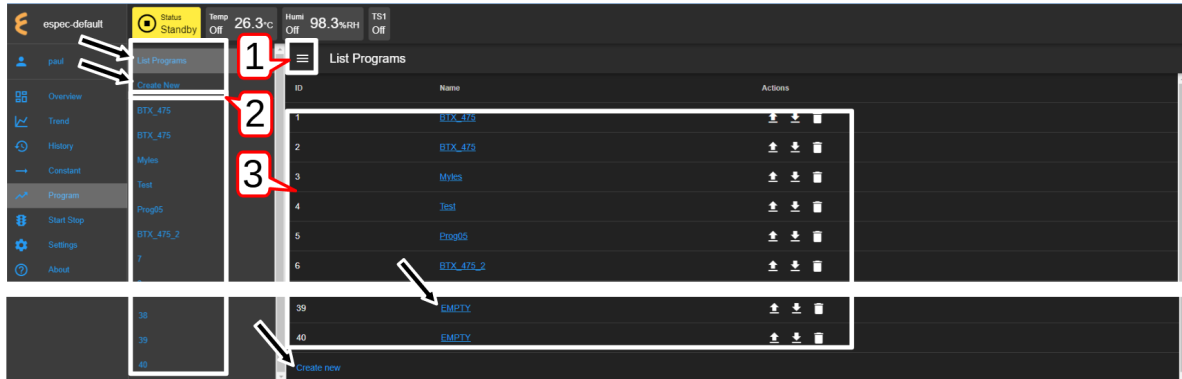 espec-default
Status
Standby
Temp
Off
26.3°C
Humi
Off
98.3%RH
TS1
Off
paul
Overview
Trend
History
Constant
Program
Start Stop
Settings
About
List Programs
Create New
BTX_475
BTX_475
Myles
Test
Prog05
BTX_475_2
7
38
39
40
1
2
3
List Programs
ID Name Actions
1 BTX_475
2 BTX_475
3 Myles
4 Test
5 Prog05
6 BTX_475_2
39 EMPTY
40 EMPTY
Create new